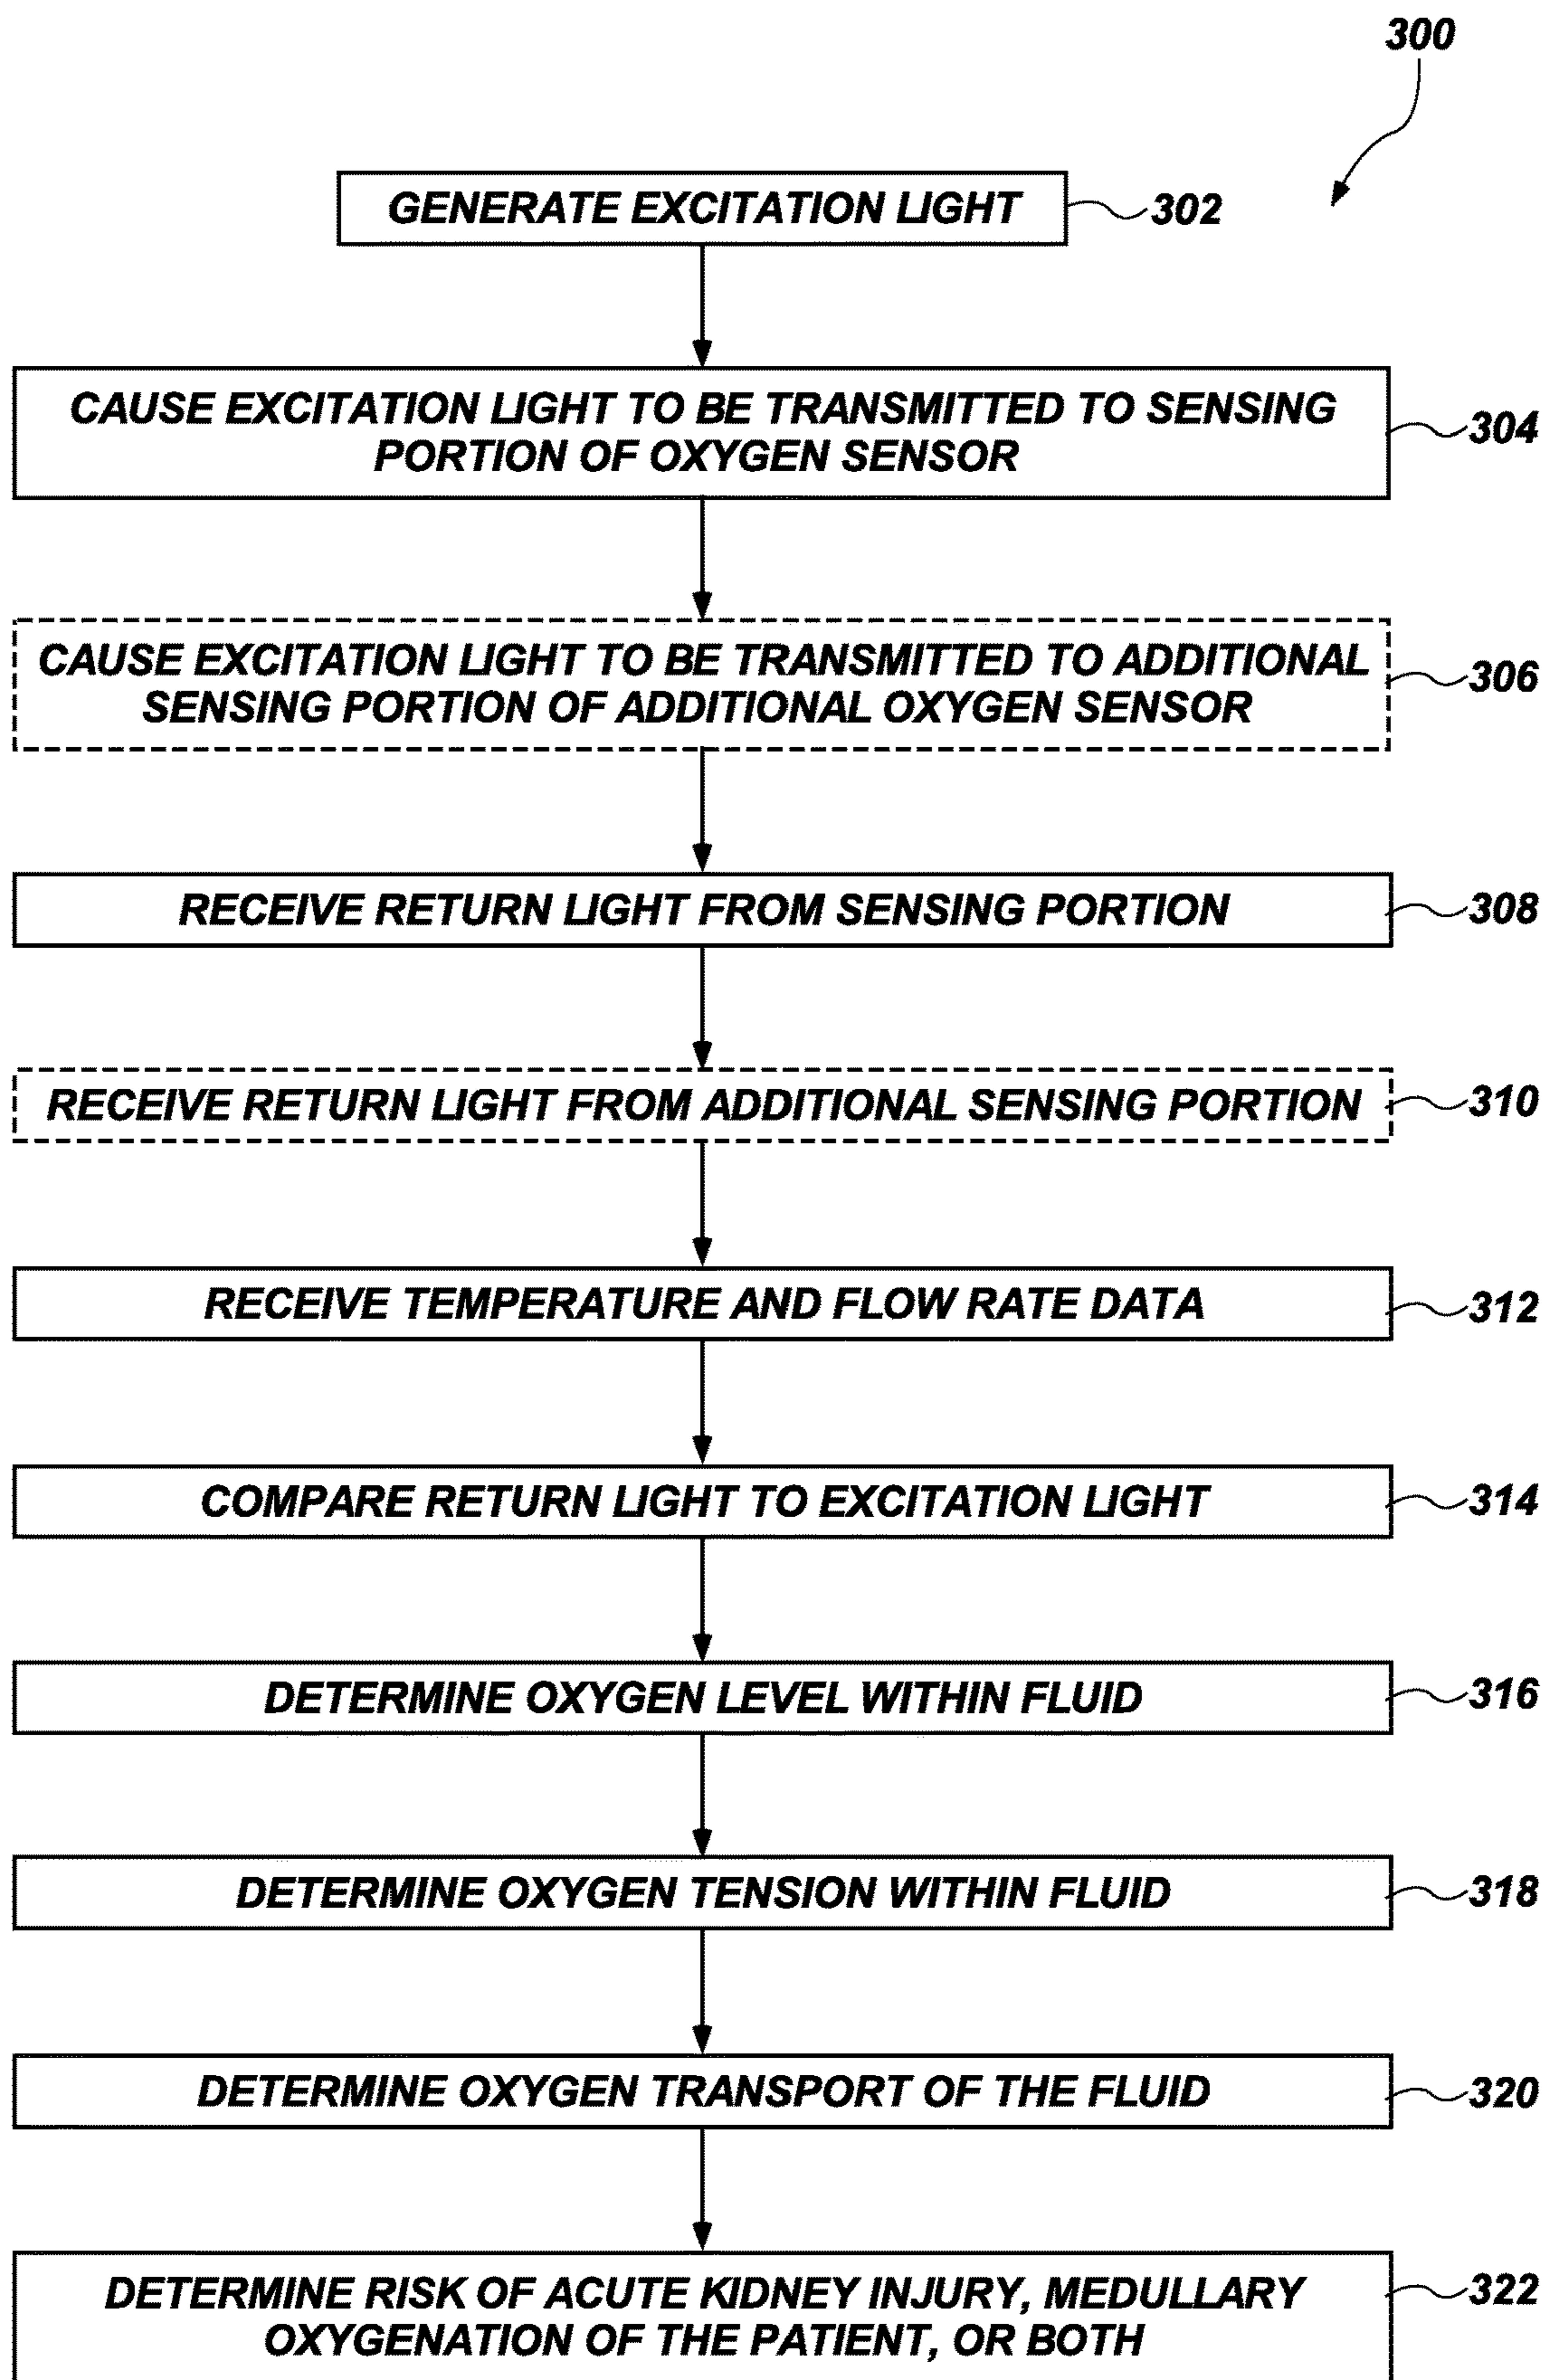 300
GENERATE EXCITATION LIGHT 302
CAUSE EXCITATION LIGHT TO BE TRANSMITTED TO SENSING
PORTION OF OXYGEN SENSOR
304
CAUSE EXCITATION LIGHT TO BE TRANSMITTED TO ADDITIONAL
SENSING PORTION OF ADDITIONAL OXYGEN SENSOR
306
RECEIVE RETURN LIGHT FROM SENSING PORTION 308
RECEIVE RETURN LIGHT FROM ADDITIONAL SENSING PORTION 310
RECEIVE TEMPERATURE AND FLOW RATE DATA 312
COMPARE RETURN LIGHT TO EXCITATION LIGHT 314
DETERMINE OXYGEN LEVEL WITHIN FLUID 316
DETERMINE OXYGEN TENSION WITHIN FLUID 318
DETERMINE OXYGEN TRANSPORT OF THE FLUID 320
DETERMINE RISK OF ACUTE KIDNEY INJURY, MEDULLARY
OXYGENATION OF THE PATIENT, OR BOTH
322